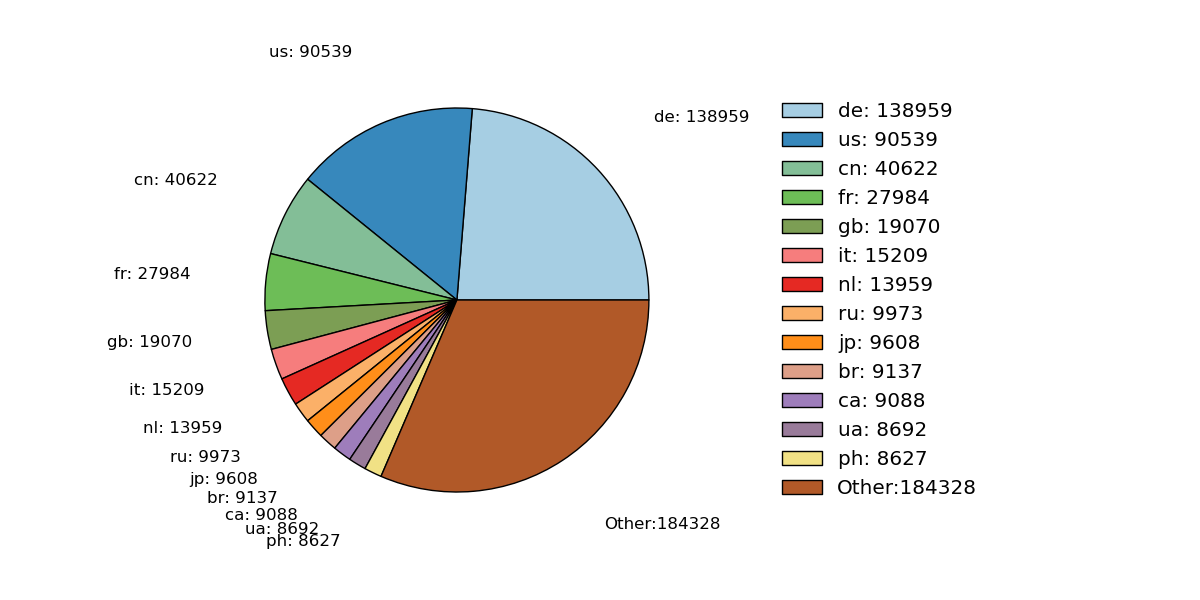 us: 90539
de: 138959
cn: 40622
fr: 27984
gb: 19070
it: 15209
nl: 13959
ru: 9973
jp: 9608
br: 9137
ca: 9088
ua: 8692
ph: 8627
Other:184328
de: 138959
us: 90539
cn: 40622
fr: 27984
gb: 19070
it: 15209
nl: 13959
ru: 9973
jp: 9608
br: 9137
ca: 9088
ua: 8692
ph: 8627
Other:184328